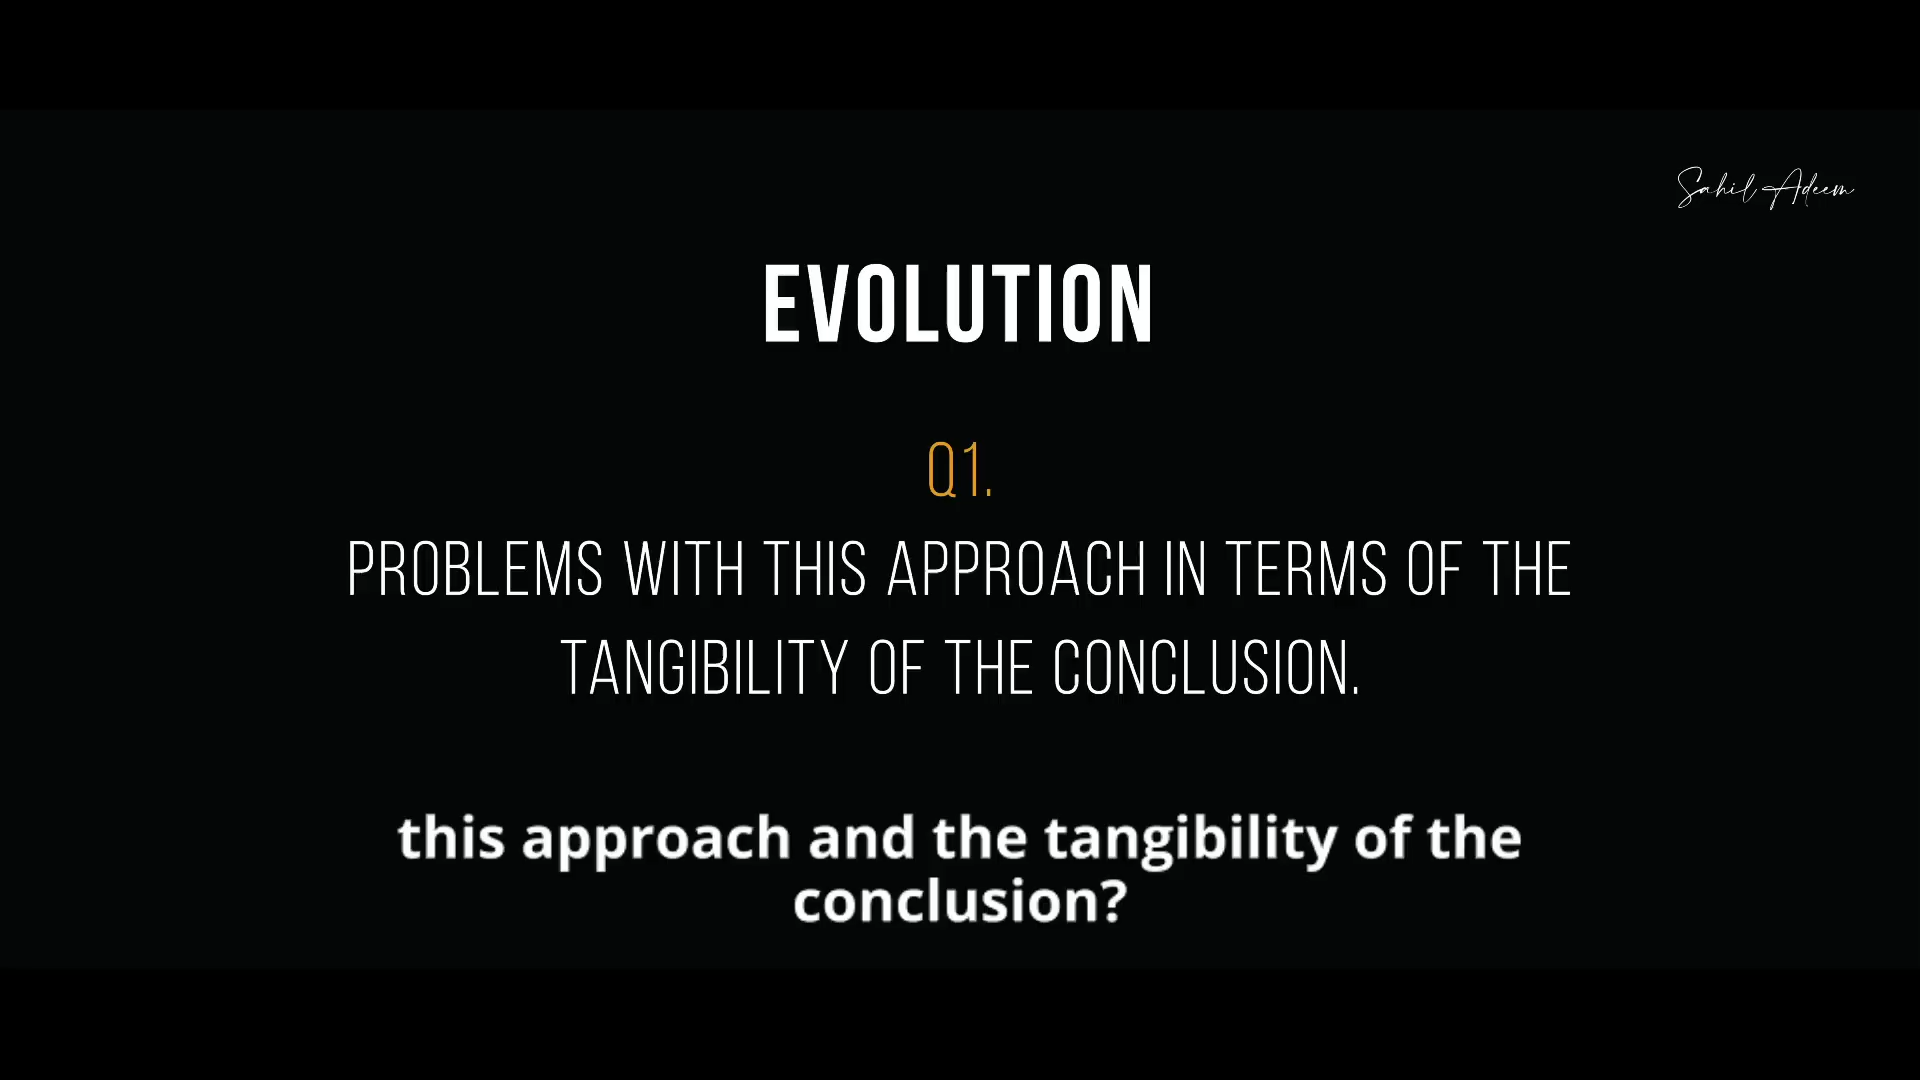 Sahil Adeem
EVOLUTION
Q1.
PROBLEMS WITH THIS APPROACH IN TERMS OF THE
TANGIBILITY OF THE CONCLUSION.
this approach and the tangibility of the
conclusion?